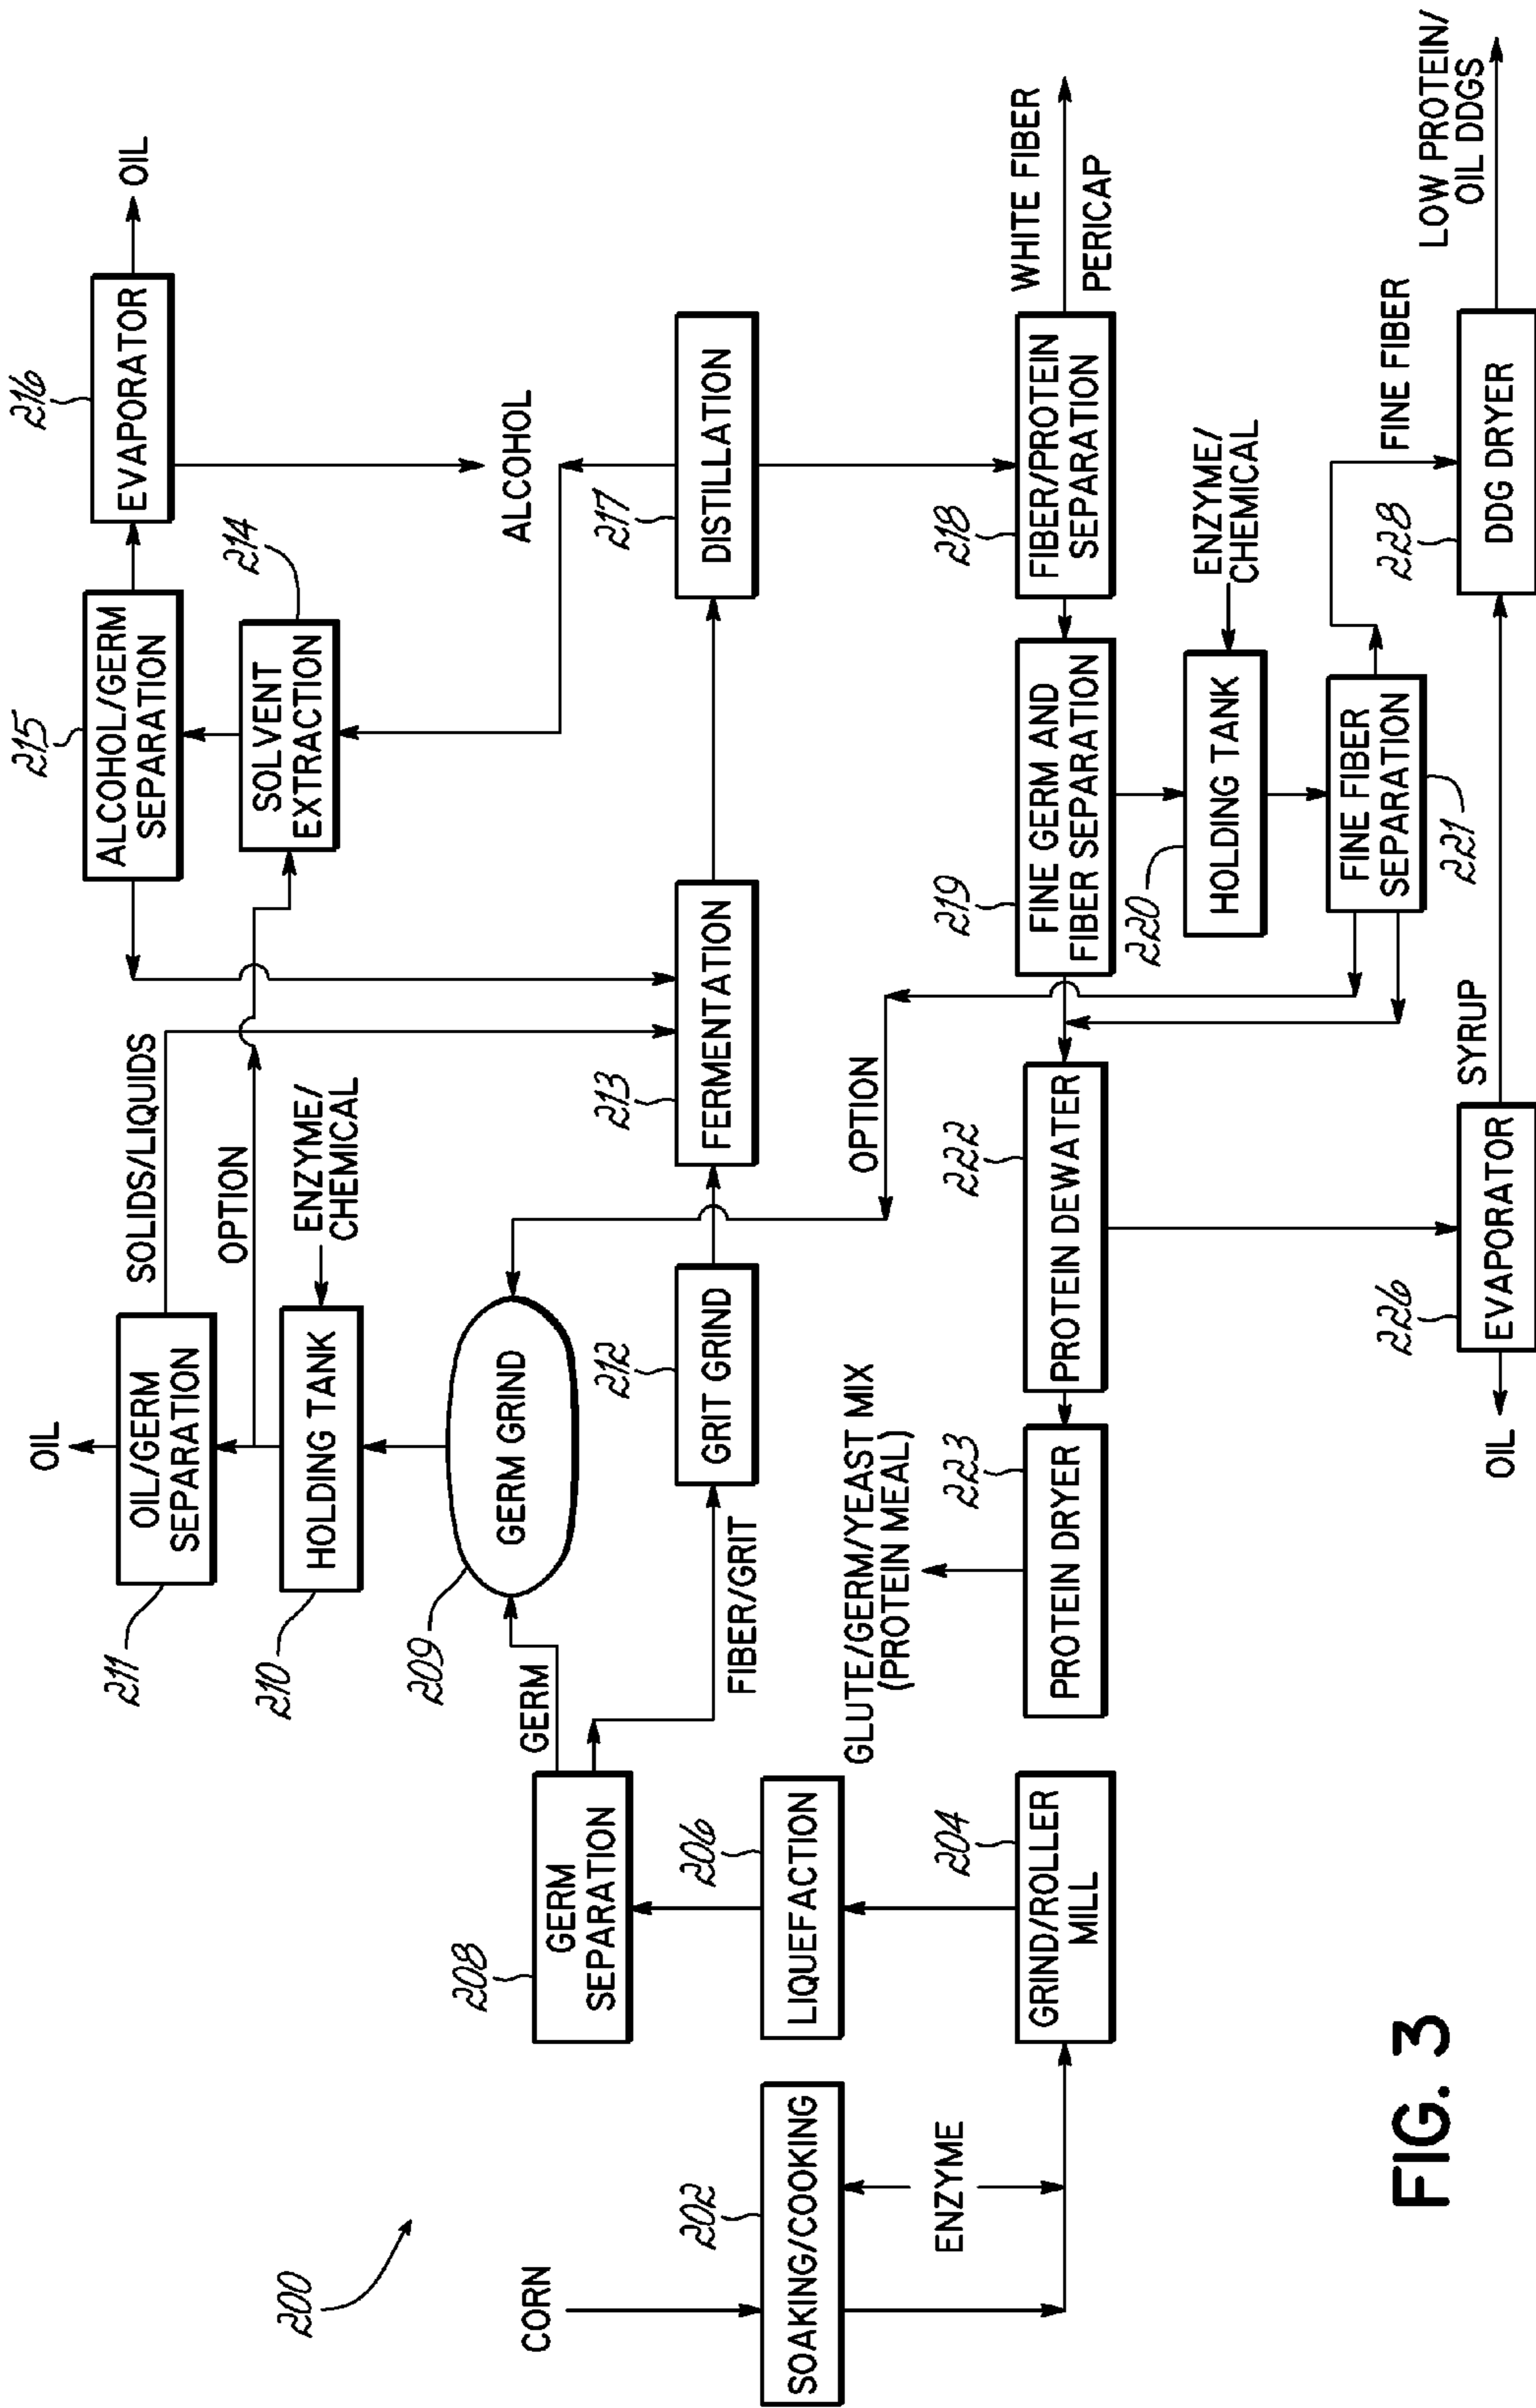 200
CORN
202
SOAKING/COOKING
ENZYME
204
GRIND/ROLLER
MILL
206
LIQUEFACTION
208
GERM
SEPARATION
GERM
FIBER/GRIT
209
GERM GRIND
210
HOLDING TANK
ENZYME/
CHEMICAL
OPTION
211
OIL/GERM
SEPARATION
OIL
SOLIDS/LIQUIDS
212
GRIT GRIND
213
FERMENTATION
214
SOLVENT
EXTRACTION
215
ALCOHOL/GERM
SEPARATION
216
EVAPORATOR
OIL
ALCOHOL
217
DISTILLATION
218
FIBER/PROTEIN
SEPARATION
WHITE FIBER
PERICAP
219
FINE GERM AND
FIBER SEPARATION
220
HOLDING TANK
ENZYME/
CHEMICAL
221
FINE FIBER
SEPARATION
FINE FIBER
OPTION
222
PROTEIN DEWATER
223
PROTEIN DRYER
GLUTE/GERM/YEAST MIX
(PROTEIN MEAL)
226
EVAPORATOR
OIL
SYRUP
228
DDG DRYER
LOW PROTEIN/
OIL DDGS
FIG. 3